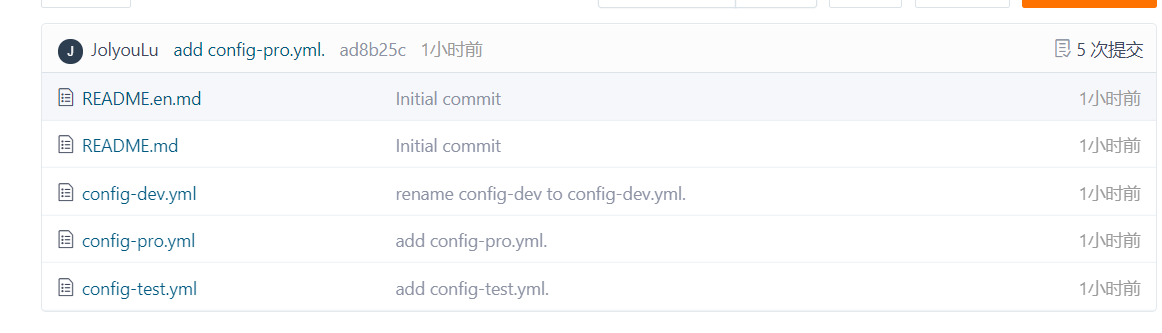 J JolyouLu add config-pro.yml. ad8b25c 1小时前 5 次提交
README.en.md Initial commit 1小时前
README.md Initial commit 1小时前
config-dev.yml rename config-dev to config-dev.yml. 1小时前
config-pro.yml add config-pro.yml. 1小时前
config-test.yml add config-test.yml. 1小时前